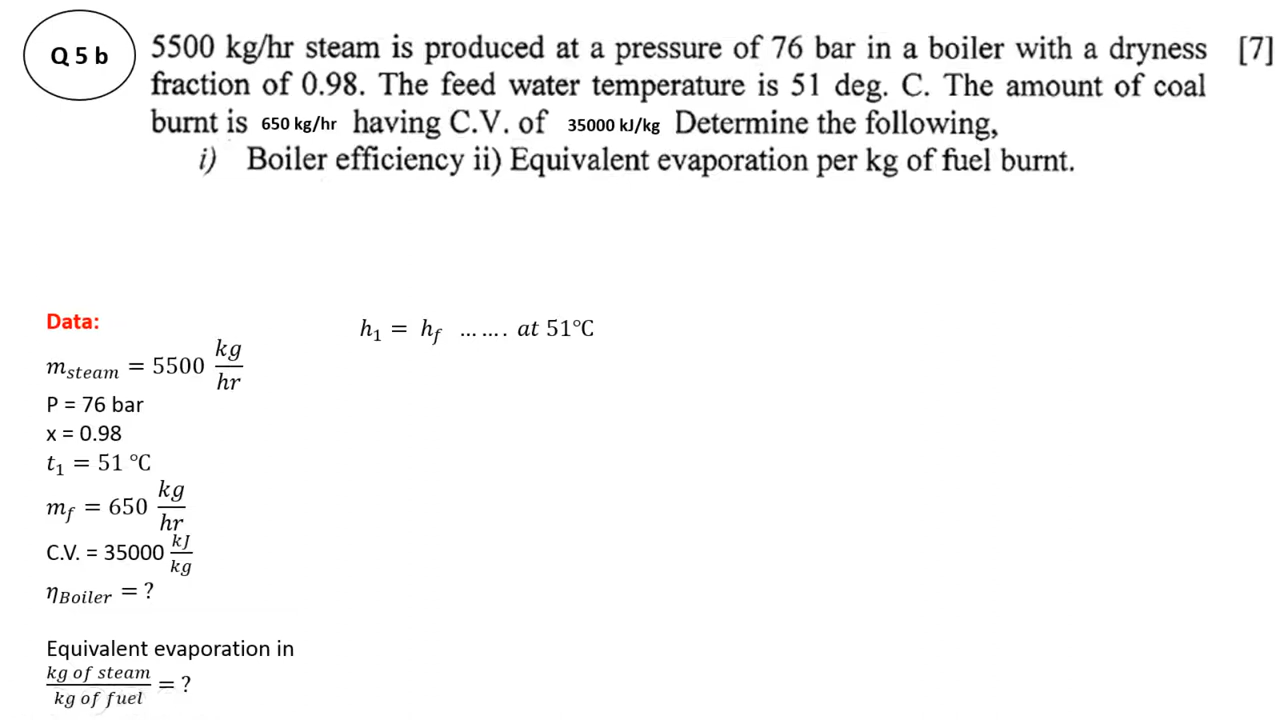 Q 5 b
5500 kg/hr steam is produced at a pressure of 76 bar in a boiler with a dryness [7]
fraction of 0.98. The feed water temperature is 51 deg. C. The amount of coal
burnt is 650 kg/hr having C.V. of 35000 kJ/kg Determine the following,
i) Boiler efficiency ii) Equivalent evaporation per kg of fuel burnt.
Data:
h₁ = h_f ....... at 51°C
m_steam = 5500 kg/hr
P = 76 bar
x = 0.98
t₁ = 51 °C
m_f = 650 kg/hr
C.V. = 35000 kJ/kg
η_Boiler = ?
Equivalent evaporation in
kg of steam/kg of fuel = ?